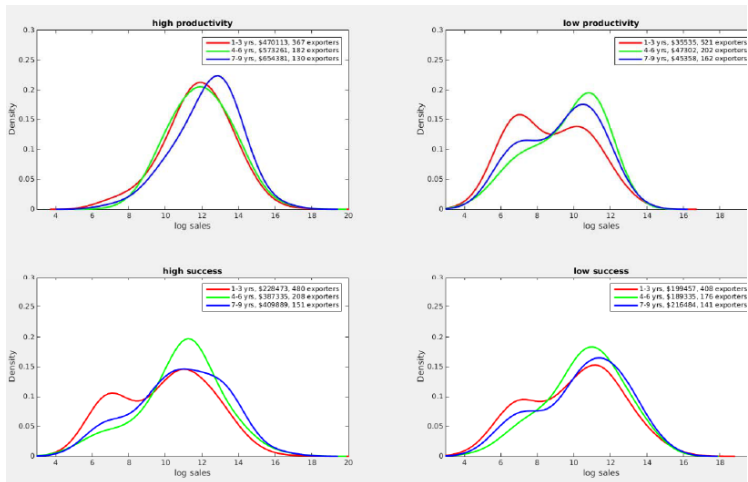 high productivity
0.3
0.25
0.2
0.15
0.1
0.05
0
Density
4 6 8 10 12 14 16 18 20
log sales
1-3 yrs, $470113, 367 exporters
4-6 yrs, $573261, 182 exporters
7-9 yrs, $654381, 130 exporters
low productivity
0.3
0.25
0.2
0.15
0.1
0.05
0
Density
4 6 8 10 12 14 16 18
log sales
1-3 yrs, $35535, 521 exporters
4-6 yrs, $47302, 202 exporters
7-9 yrs, $45358, 162 exporters
high success
0.3
0.25
0.2
0.15
0.1
0.05
0
Density
4 6 8 10 12 14 16 18 20
log sales
1-3 yrs, $228473, 480 exporters
4-6 yrs, $387335, 208 exporters
7-9 yrs, $409889, 151 exporters
low success
0.3
0.25
0.2
0.15
0.1
0.05
0
Density
4 6 8 10 12 14 16 18
log sales
1-3 yrs, $199457, 408 exporters
4-6 yrs, $189335, 176 exporters
7-9 yrs, $216484, 141 exporters